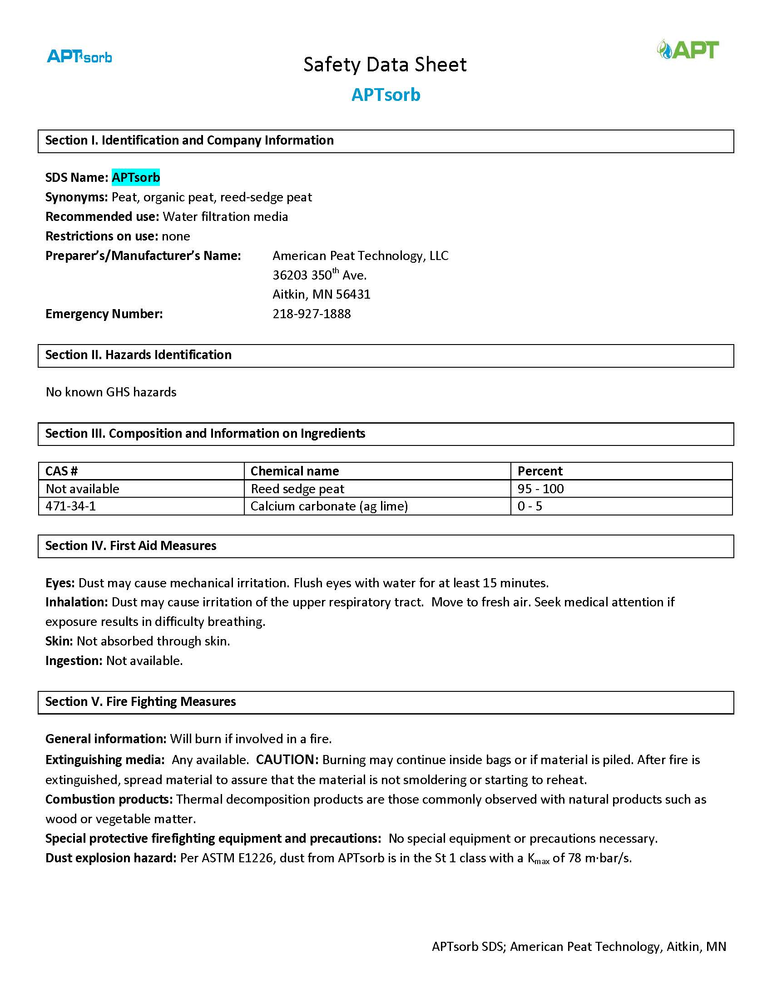 APTsorb
APT
Safety Data Sheet
APTsorb
Section I. Identification and Company Information
SDS Name: APTsorb
Synonyms: Peat, organic peat, reed-sedge peat
Recommended use: Water filtration media
Restrictions on use: none
Preparer’s/Manufacturer’s Name: American Peat Technology, LLC
36203 350th Ave.
Aitkin, MN 56431
Emergency Number: 218-927-1888
Section II. Hazards Identification
No known GHS hazards
Section III. Composition and Information on Ingredients
CAS # Chemical name Percent
Not available Reed sedge peat 95 - 100
471-34-1 Calcium carbonate (ag lime) 0 - 5
Section IV. First Aid Measures
Eyes: Dust may cause mechanical irritation. Flush eyes with water for at least 15 minutes.
Inhalation: Dust may cause irritation of the upper respiratory tract.  Move to fresh air. Seek medical attention if
exposure results in difficulty breathing.
Skin: Not absorbed through skin.
Ingestion: Not available.
Section V. Fire Fighting Measures
General information: Will burn if involved in a fire.
Extinguishing media:  Any available.  CAUTION: Burning may continue inside bags or if material is piled. After fire is
extinguished, spread material to assure that the material is not smoldering or starting to reheat.
Combustion products: Thermal decomposition products are those commonly observed with natural products such as
wood or vegetable matter.
Special protective firefighting equipment and precautions:  No special equipment or precautions necessary.
Dust explosion hazard: Per ASTM E1226, dust from APTsorb is in the St 1 class with a Kmax of 78 m·bar/s.
APTsorb SDS; American Peat Technology, Aitkin, MN